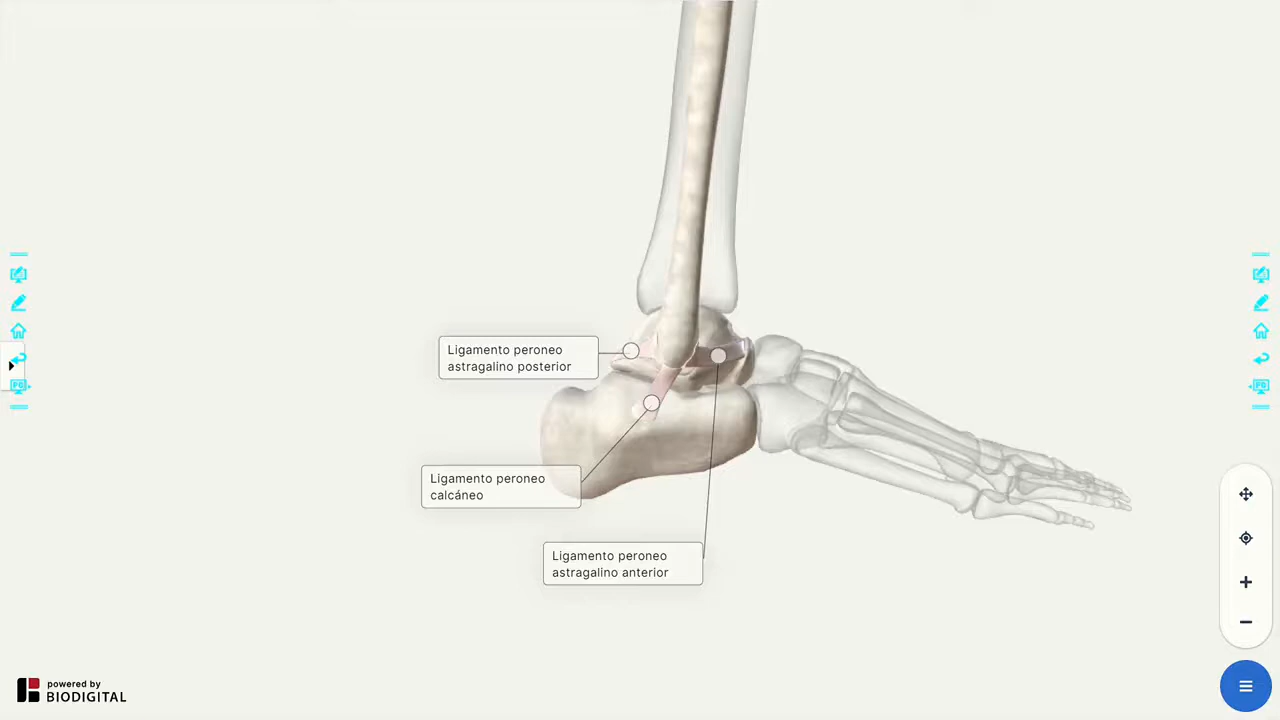 Ligamento peroneo
astragalino posterior
Ligamento peroneo
calcáneo
Ligamento peroneo
astragalino anterior
powered by
BIODIGITAL